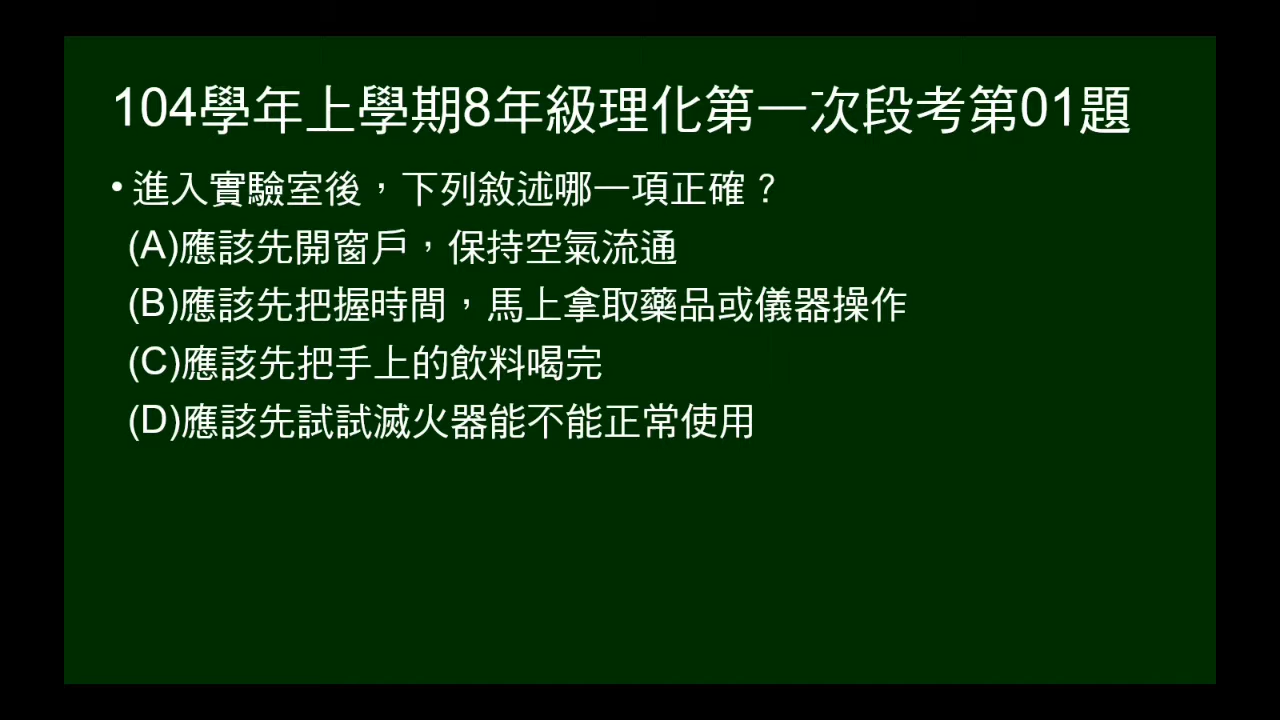 104學年上學期8年級理化第一次段考第01題
• 進入實驗室後，下列敘述哪一項正確？
(A)應該先開窗戶，保持空氣流通
(B)應該先把握時間，馬上拿取藥品或儀器操作
(C)應該先把手上的飲料喝完
(D)應該先試試滅火器能不能正常使用